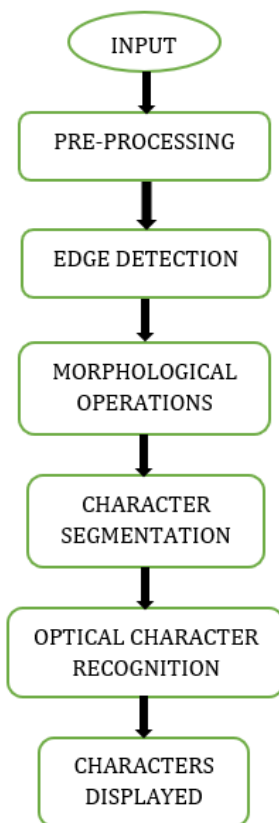 INPUT
PRE-PROCESSING
EDGE DETECTION
MORPHOLOGICAL
OPERATIONS
CHARACTER
SEGMENTATION
OPTICAL CHARACTER
RECOGNITION
CHARACTERS
DISPLAYED